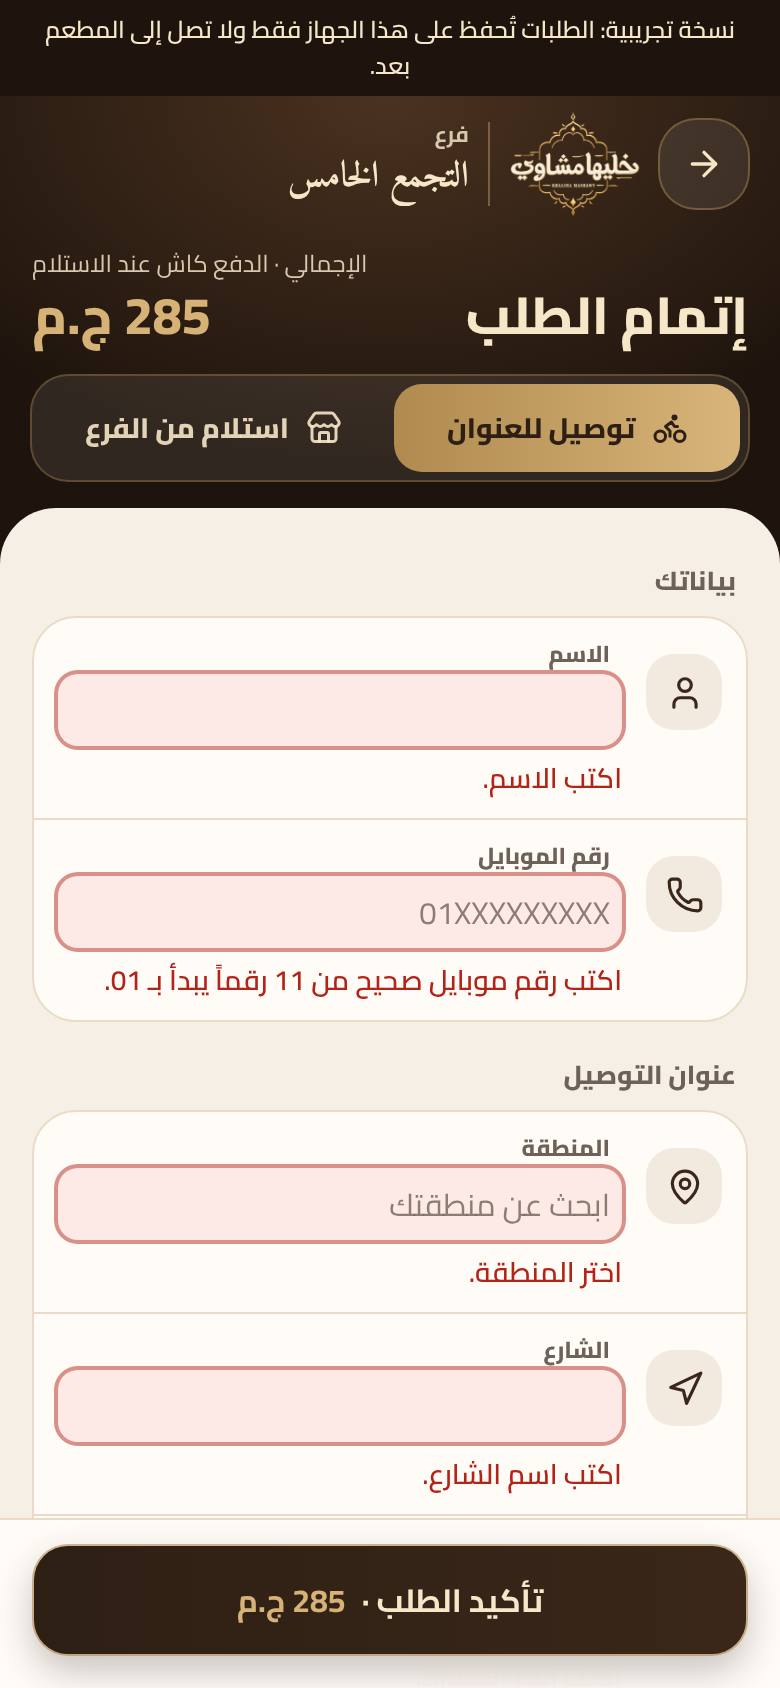 نسخة تجريبية: الطلبات تُحفظ على هذا الجهاز فقط ولا تصل إلى المطعم
بعد.
خليها مشاوي
KHALIHA MASHAWY
فرع
التجمع الخامس
الإجمالي · الدفع كاش عند الاستلام
إتمام الطلب
285 ج.م
توصيل للعنوان
استلام من الفرع
بياناتك
الاسم
اكتب الاسم.
رقم الموبايل
01XXXXXXXXX
اكتب رقم موبايل صحيح من 11 رقماً يبدأ بـ 01.
عنوان التوصيل
المنطقة
ابحث عن منطقتك
اختر المنطقة.
الشارع
اكتب اسم الشارع.
تأكيد الطلب · 285 ج.م